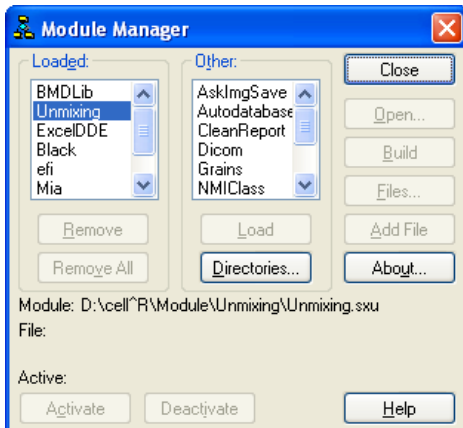 Module Manager
Loaded:
BMDLib
Unmixing
ExcelDDE
Black
efi
Mia
Remove
Remove All
Other:
AskImgSave
Autodatabase
CleanReport
Dicom
Grains
NMIClass
Load
Directories...
Close
Open...
Build
Files...
Add File
About...
Module: D:\cell^R\Module\Unmixing\Unmixing.sxu
File:
Active:
Activate
Deactivate
Help